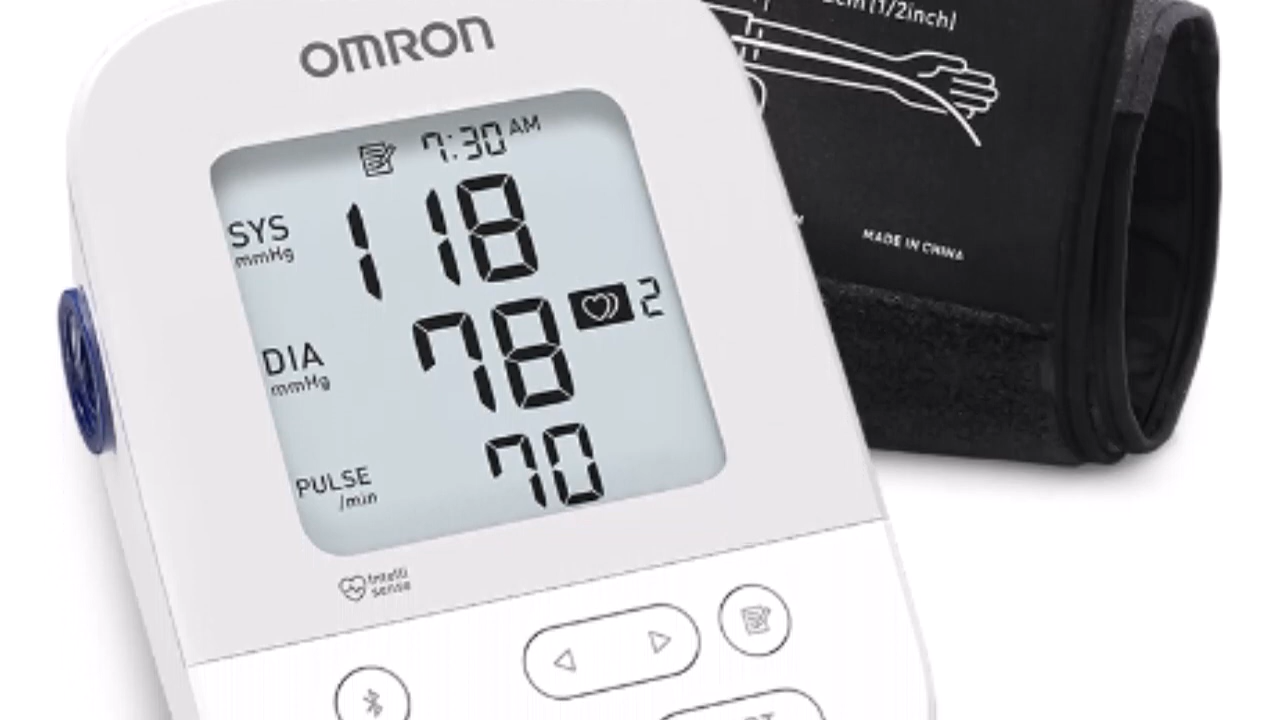 OMRON
7:30 AM
SYS
mmHg
118
DIA
mmHg
78
2
PULSE
/min
70
Intelli
sense
cm (1/2inch)
MADE IN CHINA